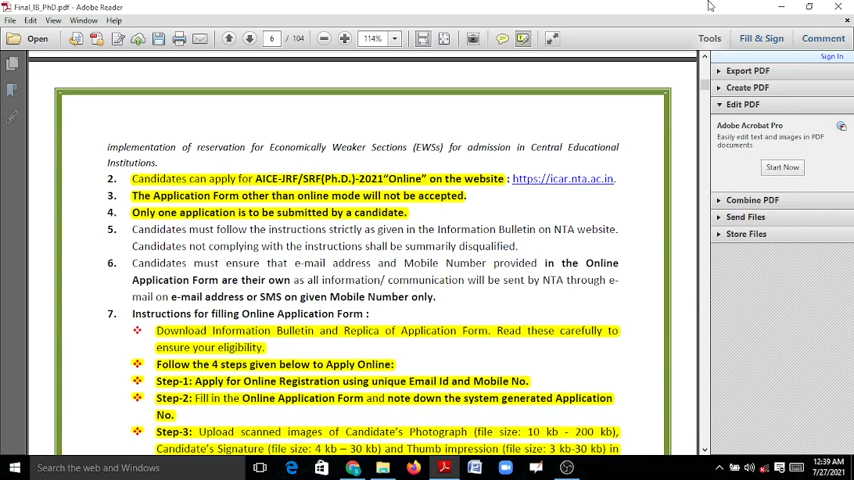 Final_IB_PhD.pdf - Adobe Reader
File Edit View Window Help
Open 6 / 104 114% Tools Fill & Sign Comment
Sign In
Export PDF
Create PDF
Edit PDF
Adobe Acrobat Pro
Easily edit text and images in PDF
documents
Start Now
Combine PDF
Send Files
Store Files
implementation of reservation for Economically Weaker Sections (EWSs) for admission in Central Educational
Institutions.
2. Candidates can apply for AICE-JRF/SRF(Ph.D.)-2021“Online” on the website : https://icar.nta.ac.in.
3. The Application Form other than online mode will not be accepted.
4. Only one application is to be submitted by a candidate.
5. Candidates must follow the instructions strictly as given in the Information Bulletin on NTA website.
Candidates not complying with the instructions shall be summarily disqualified.
6. Candidates must ensure that e-mail address and Mobile Number provided in the Online
Application Form are their own as all information/ communication will be sent by NTA through e-
mail on e-mail address or SMS on given Mobile Number only.
7. Instructions for filling Online Application Form :
Download Information Bulletin and Replica of Application Form. Read these carefully to
ensure your eligibility.
Follow the 4 steps given below to Apply Online:
Step-1: Apply for Online Registration using unique Email Id and Mobile No.
Step-2: Fill in the Online Application Form and note down the system generated Application
No.
Step-3: Upload scanned images of Candidate’s Photograph (file size: 10 kb - 200 kb),
Candidate’s Signature (file size: 4 kb – 30 kb) and Thumb impression (file size: 3 kb-30 kb) in
Search the web and Windows
12:39 AM
7/27/2021